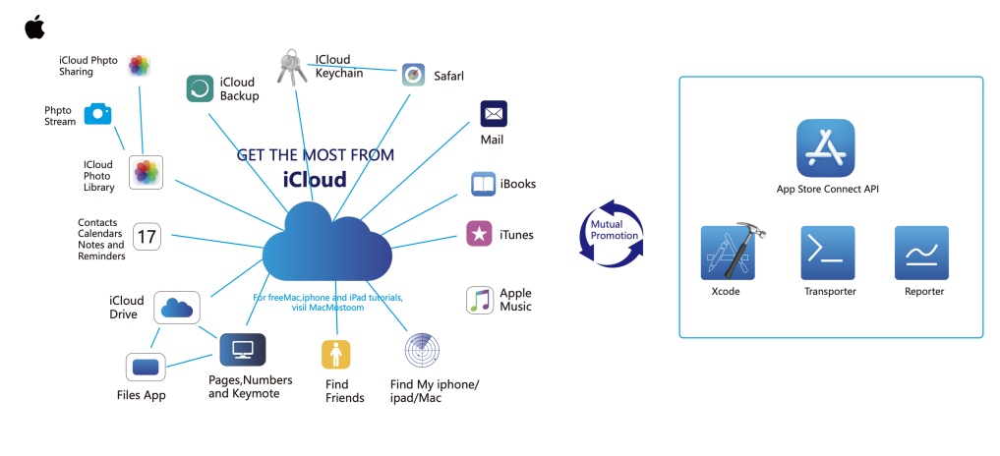 iCloud Phpto
Sharing
Phpto
Stream
ICloud
Photo
Library
Contacts
Calendars
Notes and
Reminders
17
iCloud
Drive
Files App
iCloud
Backup
ICloud
Keychain
Safarl
Mail
GET THE MOST FROM
iCloud
iBooks
iTunes
For freeMac,iphone and iPad tutorials,
visil MacMostoom
Apple
Music
Pages,Numbers
and Keymote
Find
Friends
Find My iphone/
ipad/Mac
Mutual
Promotion
App Store Connect API
Xcode
Transporter
Reporter